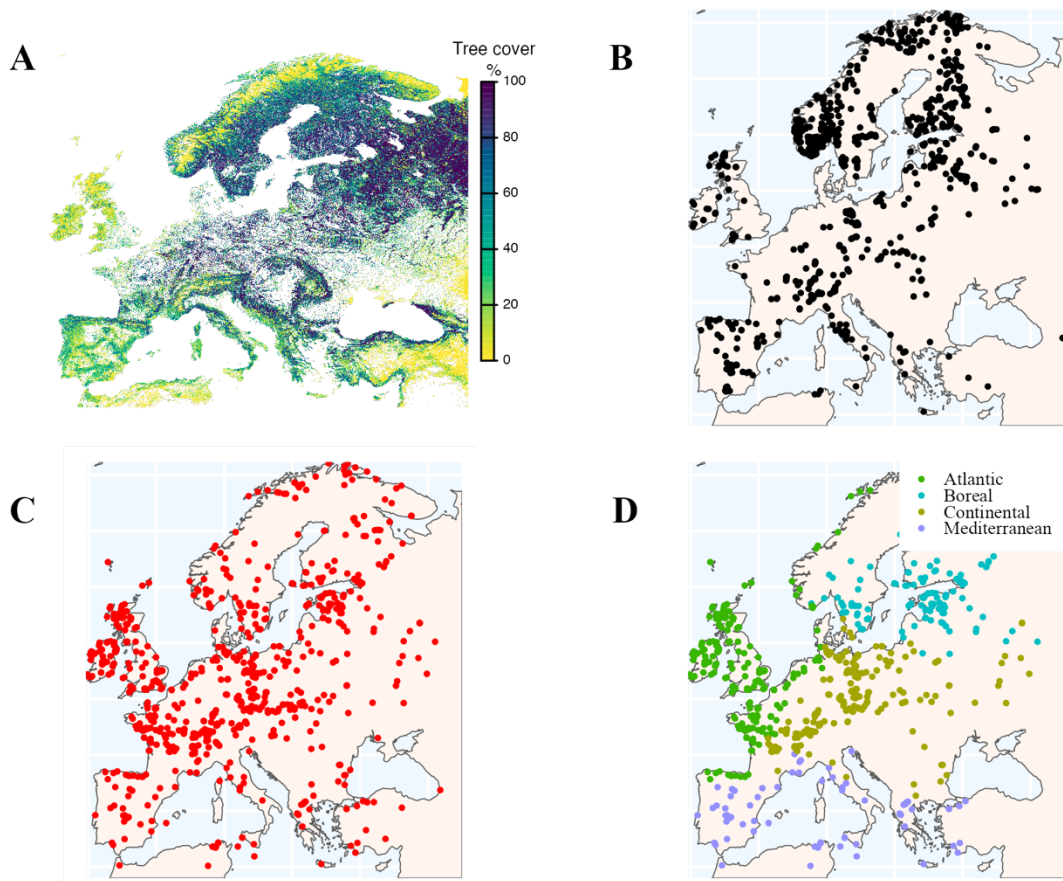 A
Tree cover
%
100
80
60
40
20
0
B
C
D
Atlantic
Boreal
Continental
Mediterranean